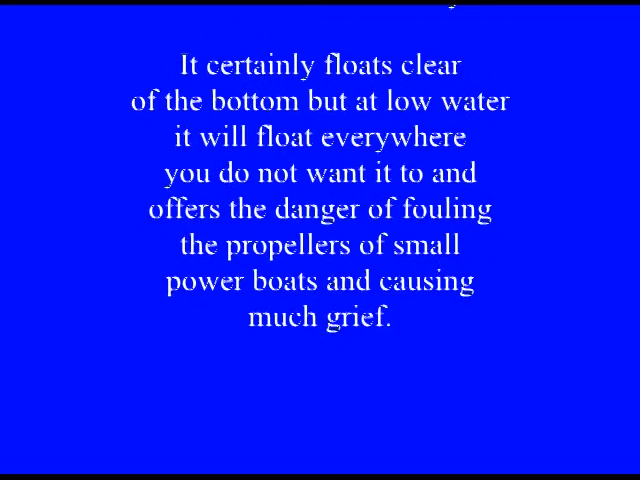 It certainly floats clear
of the bottom but at low water
it will float everywhere
you do not want it to and
offers the danger of fouling
the propellers of small
power boats and causing
much grief.